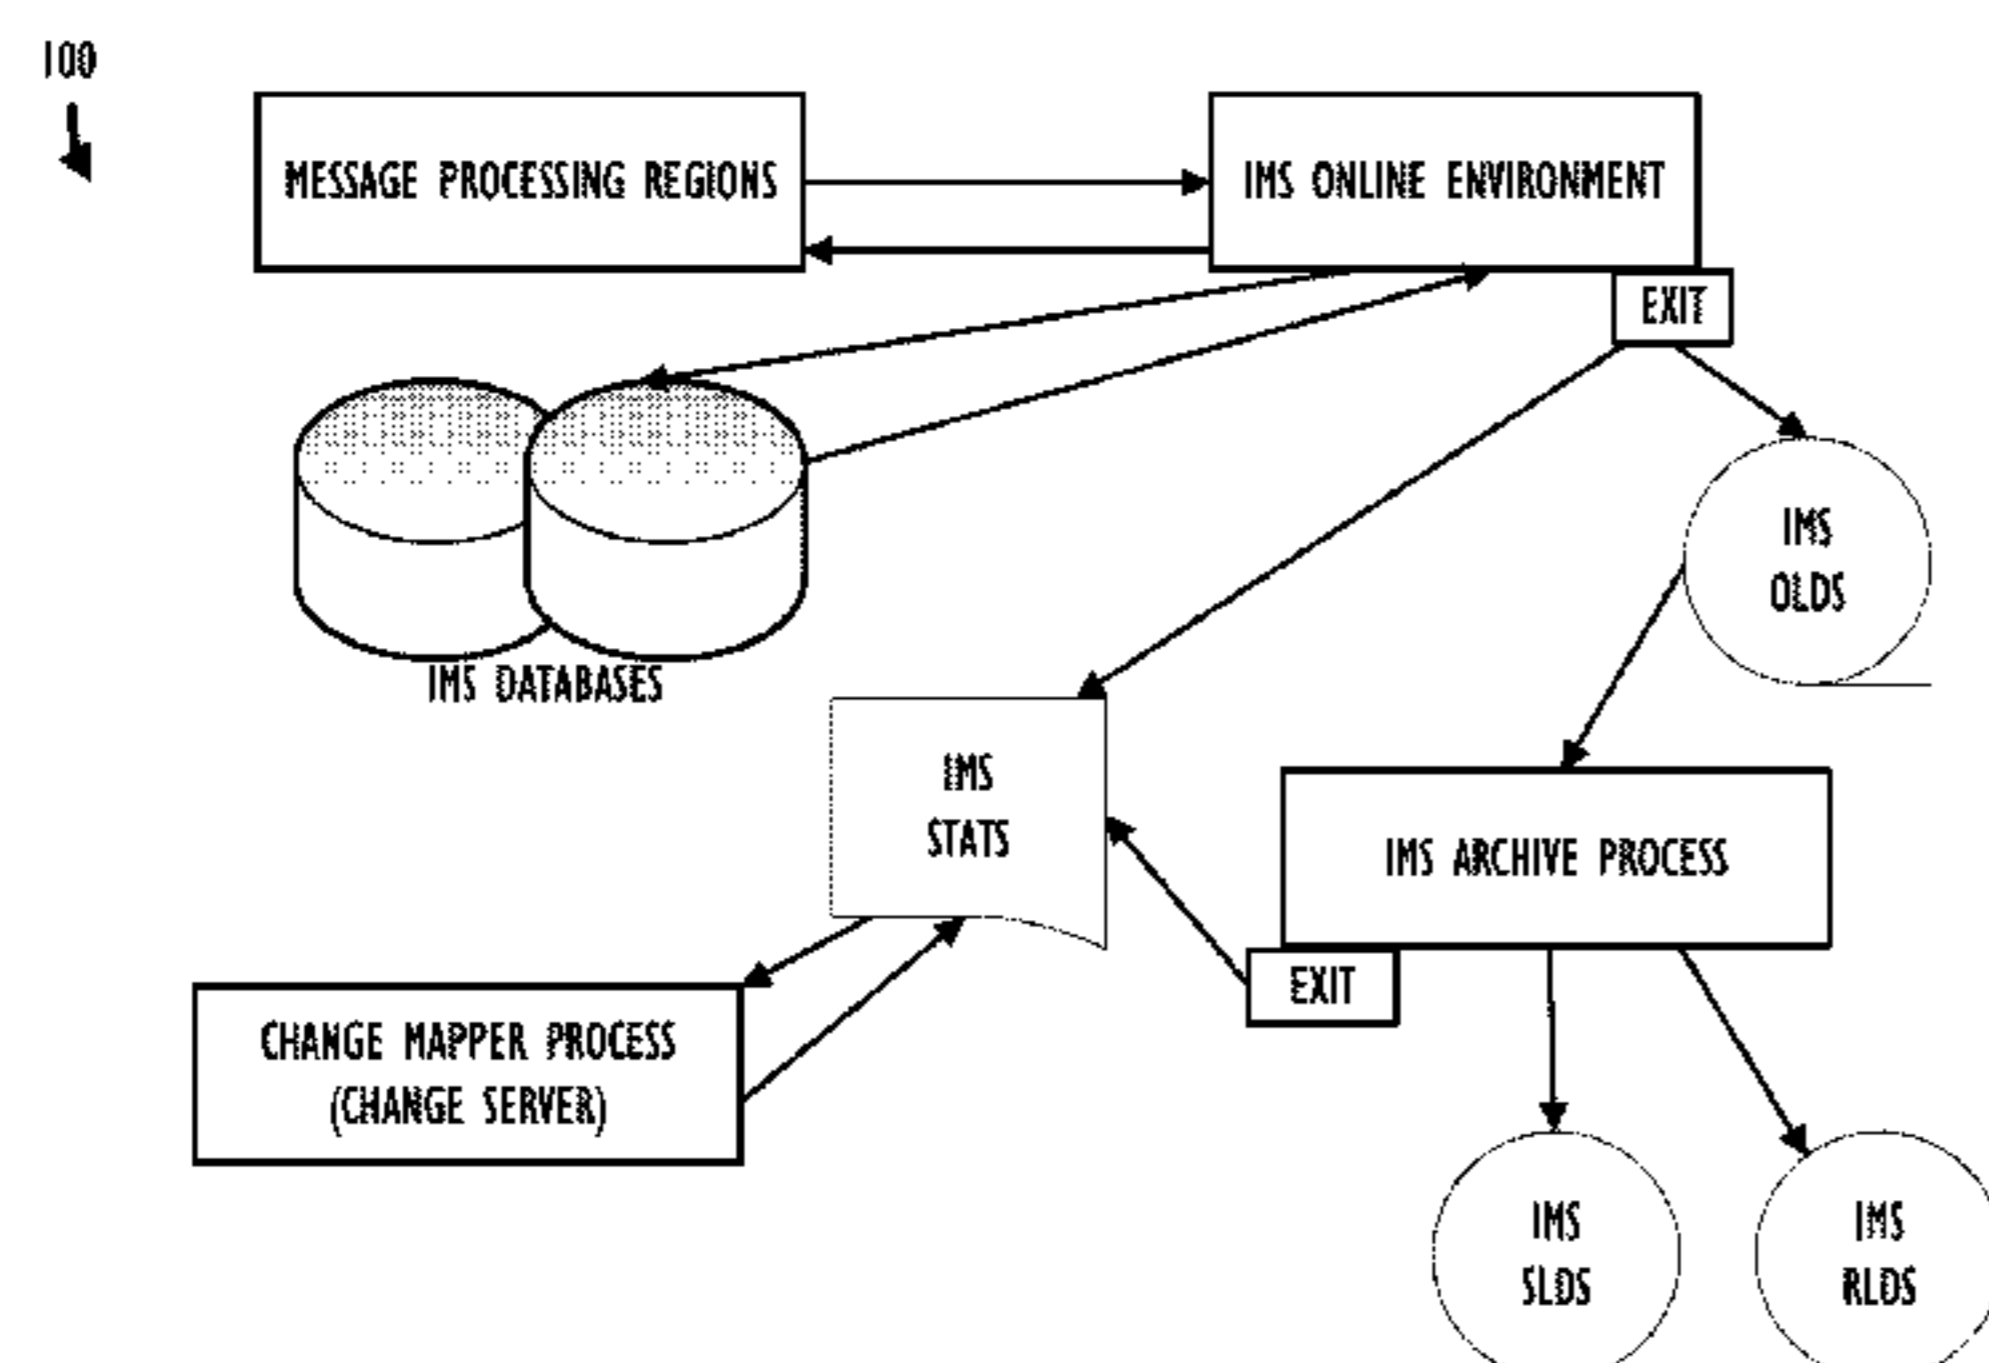 100
MESSAGE PROCESSING REGIONS
IMS ONLINE ENVIRONMENT
EXIT
IMS
OLDS
IMS DATABASES
IMS
STATS
IMS ARCHIVE PROCESS
EXIT
CHANGE MAPPER PROCESS
(CHANGE SERVER)
IMS
SLDS
IMS
RLDS